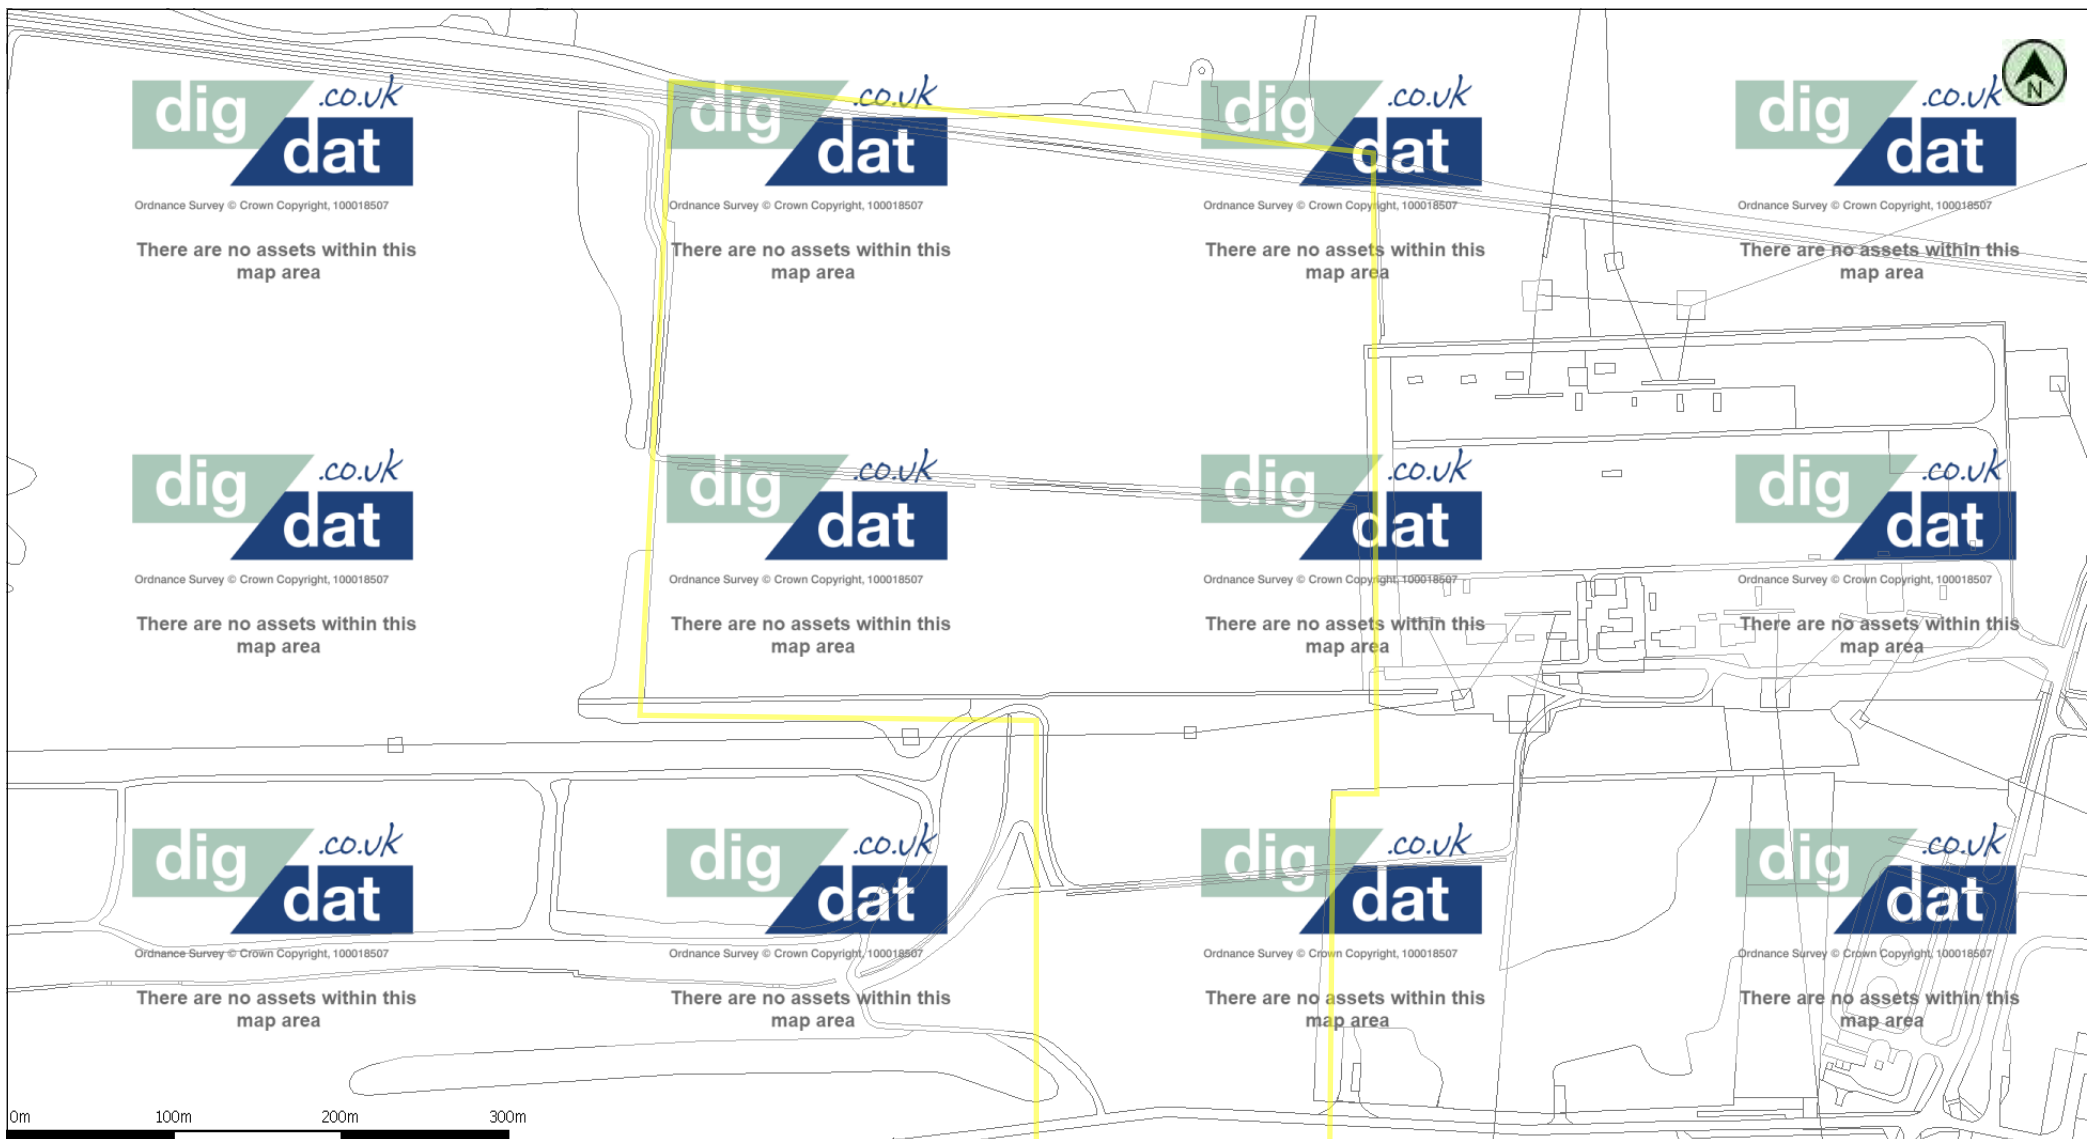 N
dig .co.uk dig .co.uk dig .co.uk dig .co.uk
dat dat dat dat
Ordnance Survey © Crown Copyright, 100018507 Ordnance Survey © Crown Copyright, 100018507 Ordnance Survey © Crown Copyright, 100018507 Ordnance Survey © Crown Copyright, 100018507
There are no assets within this There are no assets within this There are no assets within this There are no assets within this
map area map area map area map area
dig .co.uk dig .co.uk dig .co.uk dig .co.uk
dat dat dat dat
Ordnance Survey © Crown Copyright, 100018507 Ordnance Survey © Crown Copyright, 100018507 Ordnance Survey © Crown Copyright, 100018507 Ordnance Survey © Crown Copyright, 100018507
There are no assets within this There are no assets within this There are no assets within this There are no assets within this
map area map area map area map area
dig .co.uk dig .co.uk dig .co.uk dig .co.uk
dat dat dat dat
Ordnance Survey © Crown Copyright, 100018507 Ordnance Survey © Crown Copyright, 100018507 Ordnance Survey © Crown Copyright, 100018507 Ordnance Survey © Crown Copyright, 100018507
There are no assets within this There are no assets within this There are no assets within this There are no assets within this
map area map area map area map area
0m 100m 200m 300m